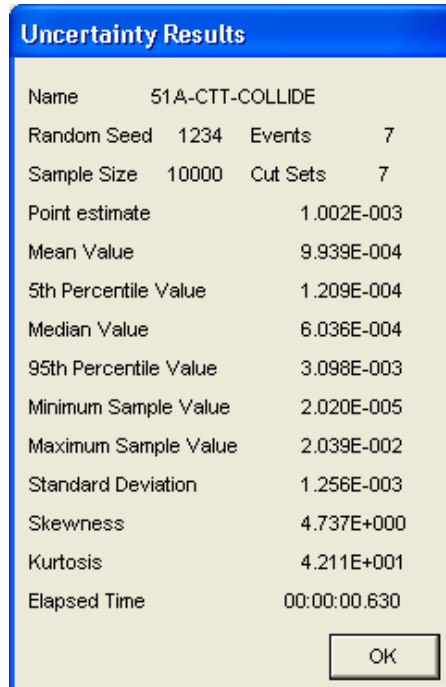 Uncertainty Results
Name 51A-CTT-COLLIDE
Random Seed 1234 Events 7
Sample Size 10000 Cut Sets 7
Point estimate 1.002E-003
Mean Value 9.939E-004
5th Percentile Value 1.209E-004
Median Value 6.036E-004
95th Percentile Value 3.098E-003
Minimum Sample Value 2.020E-005
Maximum Sample Value 2.039E-002
Standard Deviation 1.256E-003
Skewness 4.737E+000
Kurtosis 4.211E+001
Elapsed Time 00:00:00.630
OK